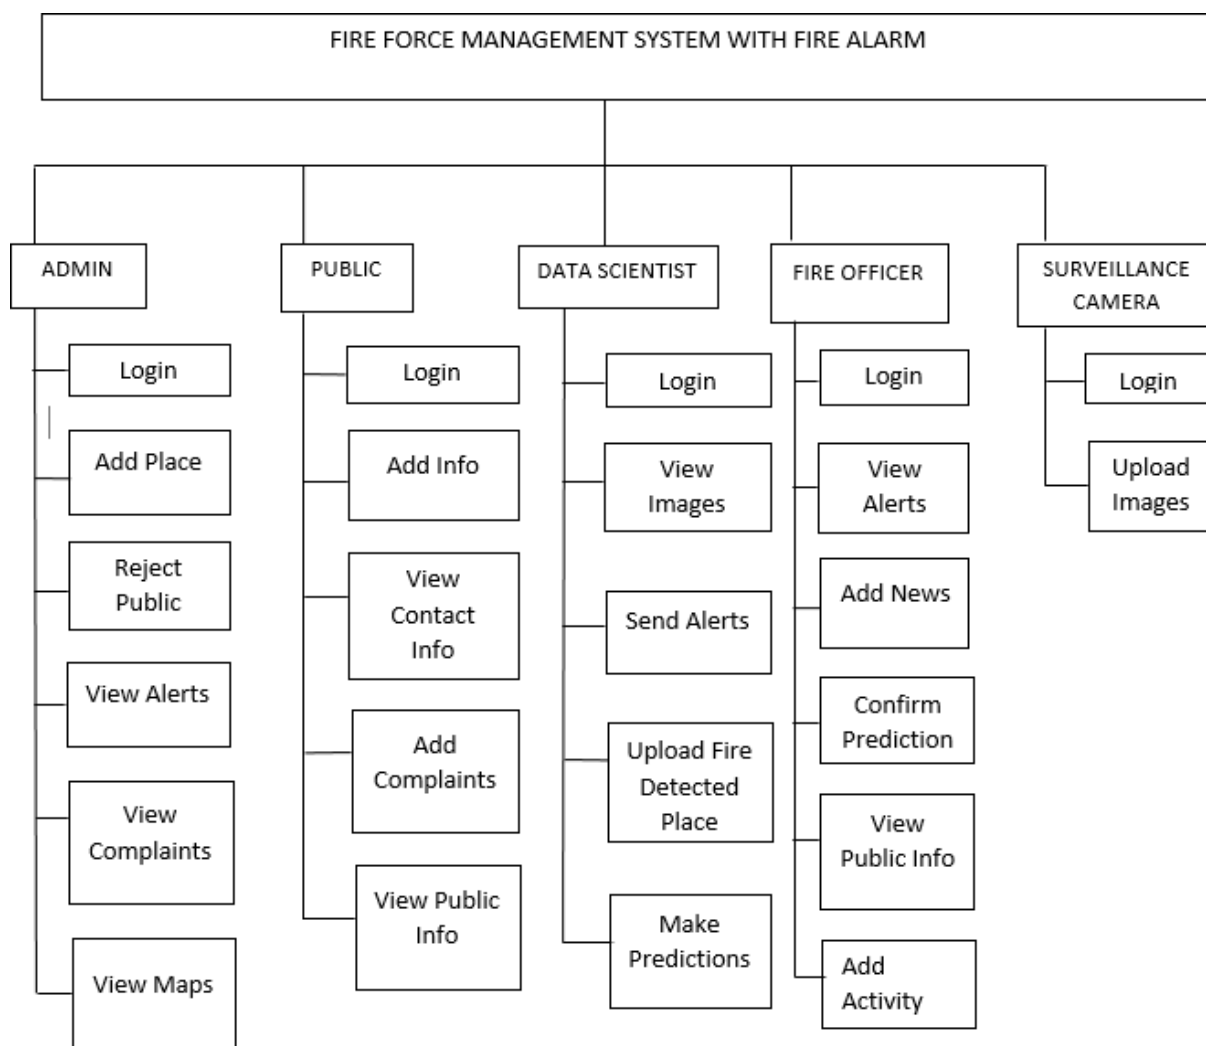 FIRE FORCE MANAGEMENT SYSTEM WITH FIRE ALARM
ADMIN
Login
Add Place
Reject
Public
View Alerts
View
Complaints
View Maps
PUBLIC
Login
Add Info
View
Contact
Info
Add
Complaints
View Public
Info
DATA SCIENTIST
Login
View
Images
Send Alerts
Upload Fire
Detected
Place
Make
Predictions
FIRE OFFICER
Login
View
Alerts
Add News
Confirm
Prediction
View
Public Info
Add
Activity
SURVEILLANCE
CAMERA
Login
Upload
Images